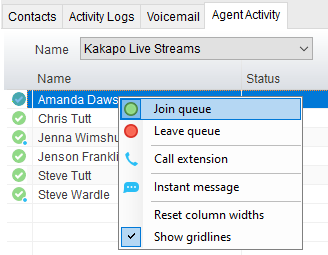 Contacts Activity Logs Voicemail Agent Activity
Name Kakapo Live Streams
Name Status
Amanda Daws
Join queue
Chris Tutt
Leave queue
Jenna Wimshu
Call extension
Jenson Frankli
Steve Tutt
Instant message
Steve Wardle
Reset column widths
Show gridlines